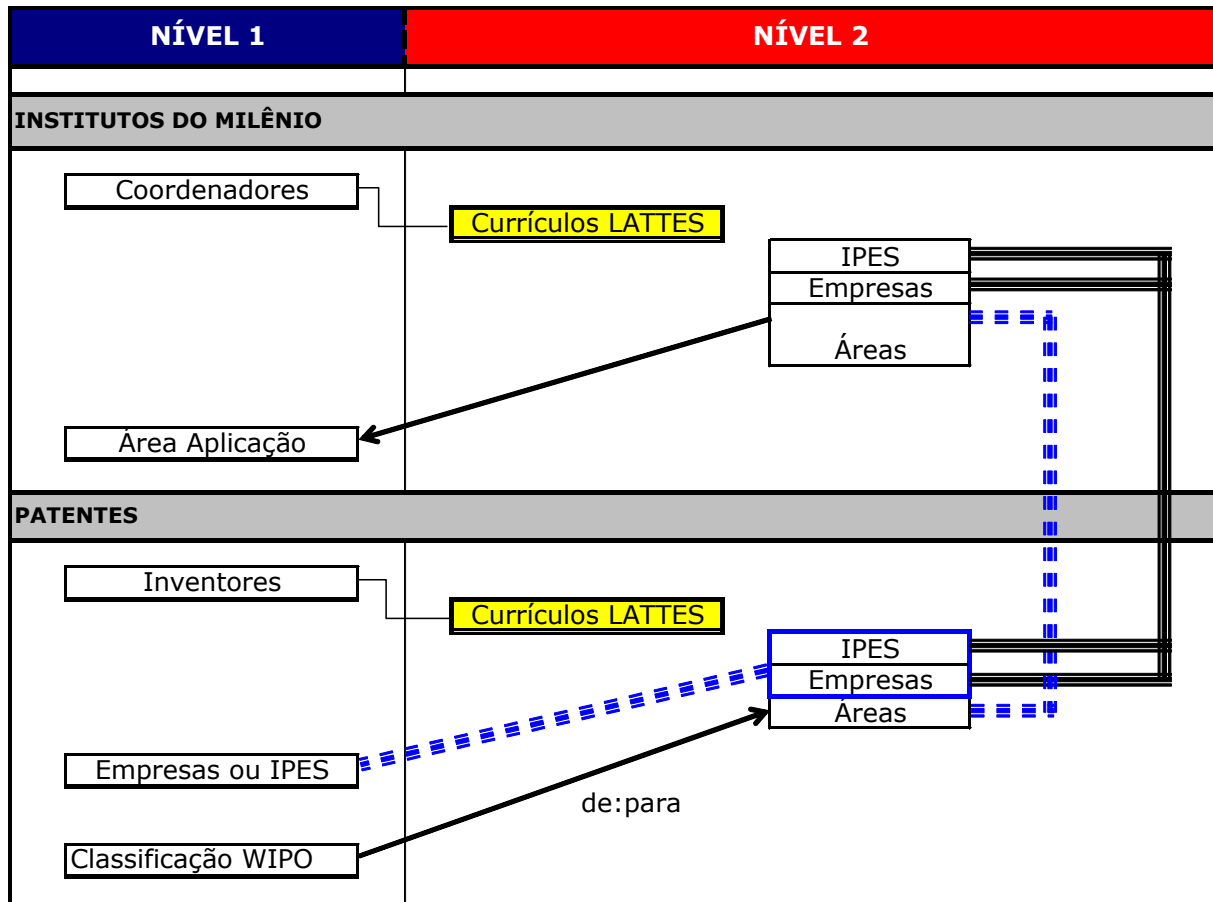 NÍVEL 1
NÍVEL 2
INSTITUTOS DO MILÊNIO
Coordenadores
Currículos LATTES
IPES
Empresas
Áreas
Área Aplicação
PATENTES
Inventores
Currículos LATTES
IPES
Empresas
Áreas
Empresas ou IPES
de:para
Classificação WIPO